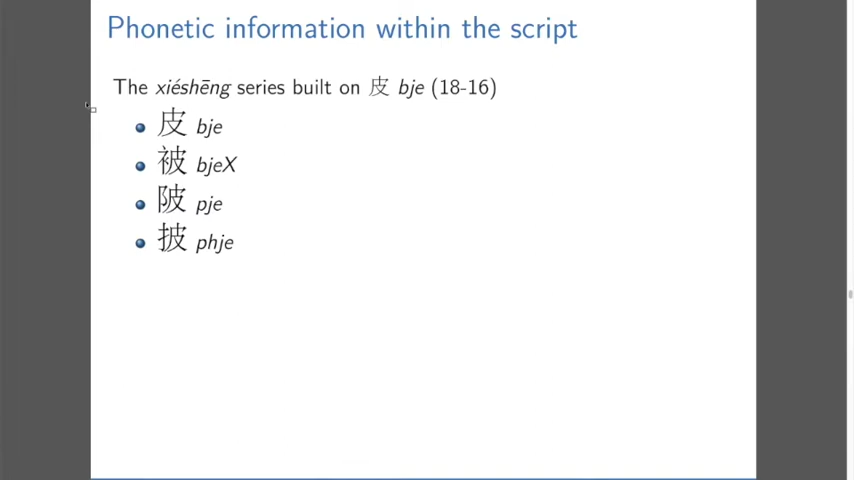 Phonetic information within the script
The xiéshēng series built on 皮 bje (18-16)
皮 bje
被 bjeX
陂 pje
披 phje